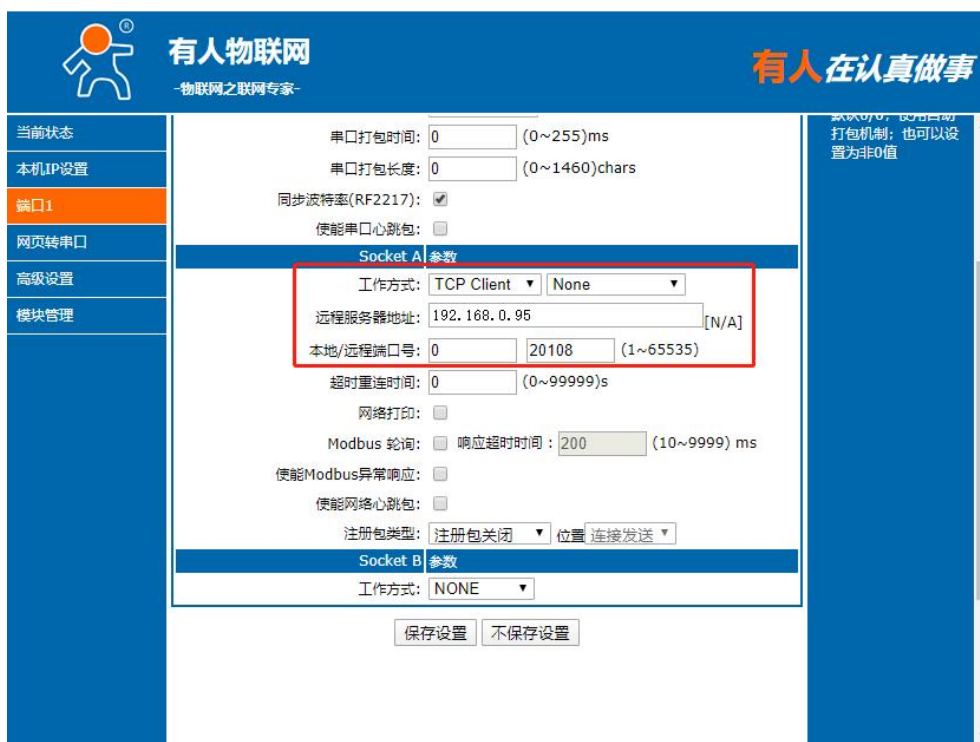 ®
有人物联网
-物联网之联网专家-
有人在认真做事
当前状态
本机IP设置
端口1
网页转串口
高级设置
模块管理
串口打包时间: 0 (0~255)ms
串口打包长度: 0 (0~1460)chars
同步波特率(RF2217):
使能串口心跳包:
Socket A 参数
工作方式: TCP Client None
远程服务器地址: 192.168.0.95 [N/A]
本地/远程端口号: 0 20108 (1~65535)
超时重连时间: 0 (0~99999)s
网络打印:
Modbus 轮询: 响应超时时间 : 200 (10~9999) ms
使能Modbus异常响应:
使能网络心跳包:
注册包类型: 注册包关闭 位置 连接发送
Socket B 参数
工作方式: NONE
保存设置 不保存设置
默认0/0, 使用自动
打包机制; 也可以设
置为非0值